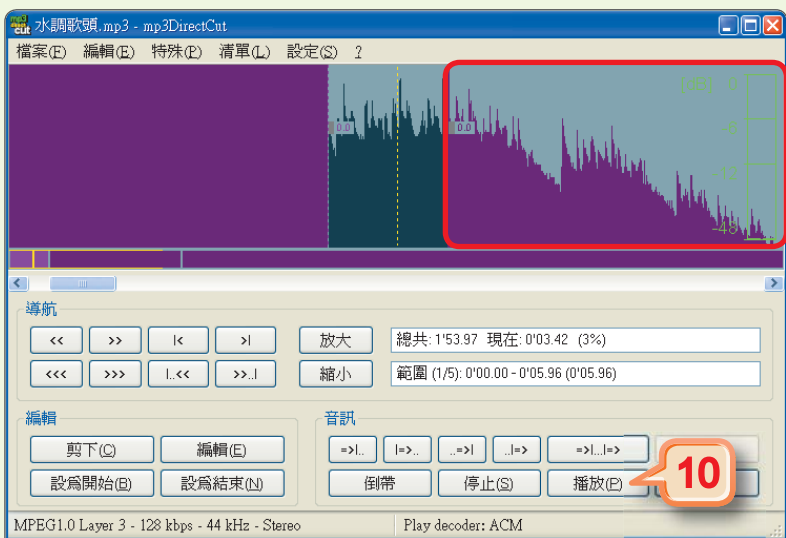 水調歌頭.mp3 - mp3DirectCut
檔案(F) 編輯(E) 特殊(P) 清單(L) 設定(S) ?
[dB] 0
0.0 0.0
-48
導航
<< >> |< >| 放大 總共: 1'53.97 現在: 0'03.42 (3%)
<<< >>> |..<< >>..| 縮小 範圍 (1/5): 0'00.00 - 0'05.96 (0'05.96)
編輯 音訊
剪下(C) 編輯(E) =>|.. |=>.. ..=>| ..|=> =>|...|=>
設為開始(B) 設為結束(N) 倒帶 停止(S) 播放(P) 10
MPEG1.0 Layer 3 - 128 kbps - 44 kHz - Stereo Play decoder: ACM